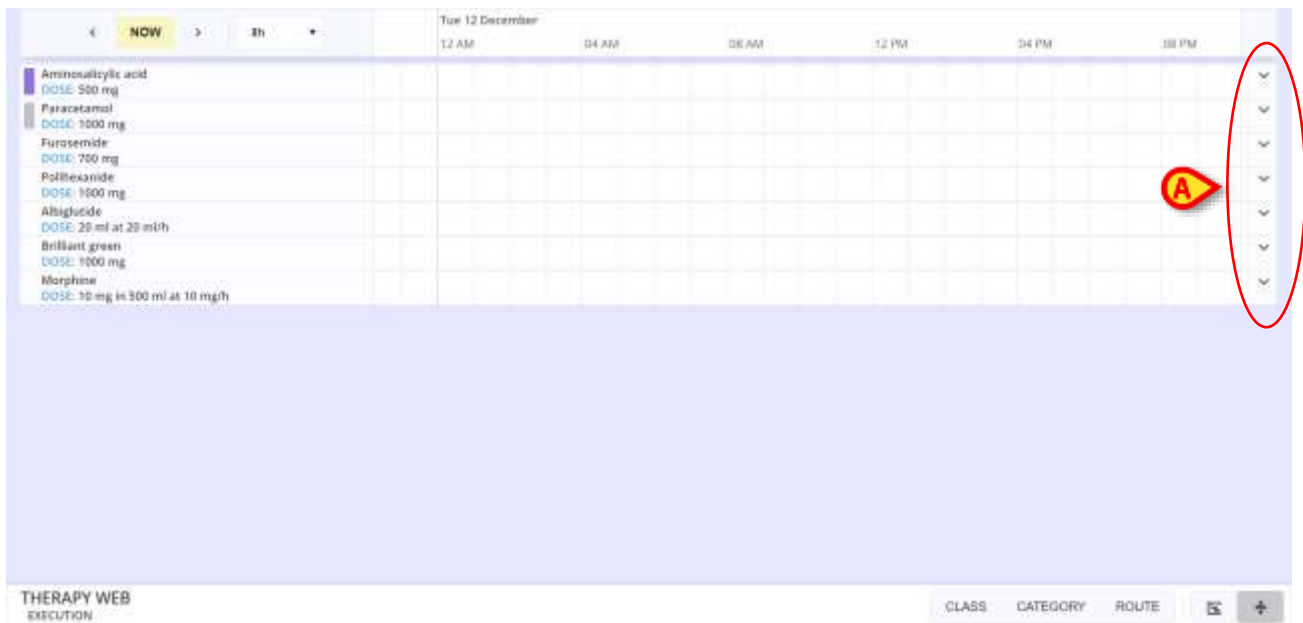 NOW
8h
Tue 12 December
12 AM 04 AM 08 AM 12 PM 04 PM 08 PM
Aminosalicylic acid
DOSE: 500 mg
Paracetamol
DOSE: 1000 mg
Furosemide
DOSE: 700 mg
Polihexanide
DOSE: 1000 mg
A
Albiglutide
DOSE: 20 ml at 20 ml/h
Brilliant green
DOSE: 1000 mg
Morphine
DOSE: 10 mg in 500 ml at 10 mg/h
THERAPY WEB
EXECUTION
CLASS CATEGORY ROUTE